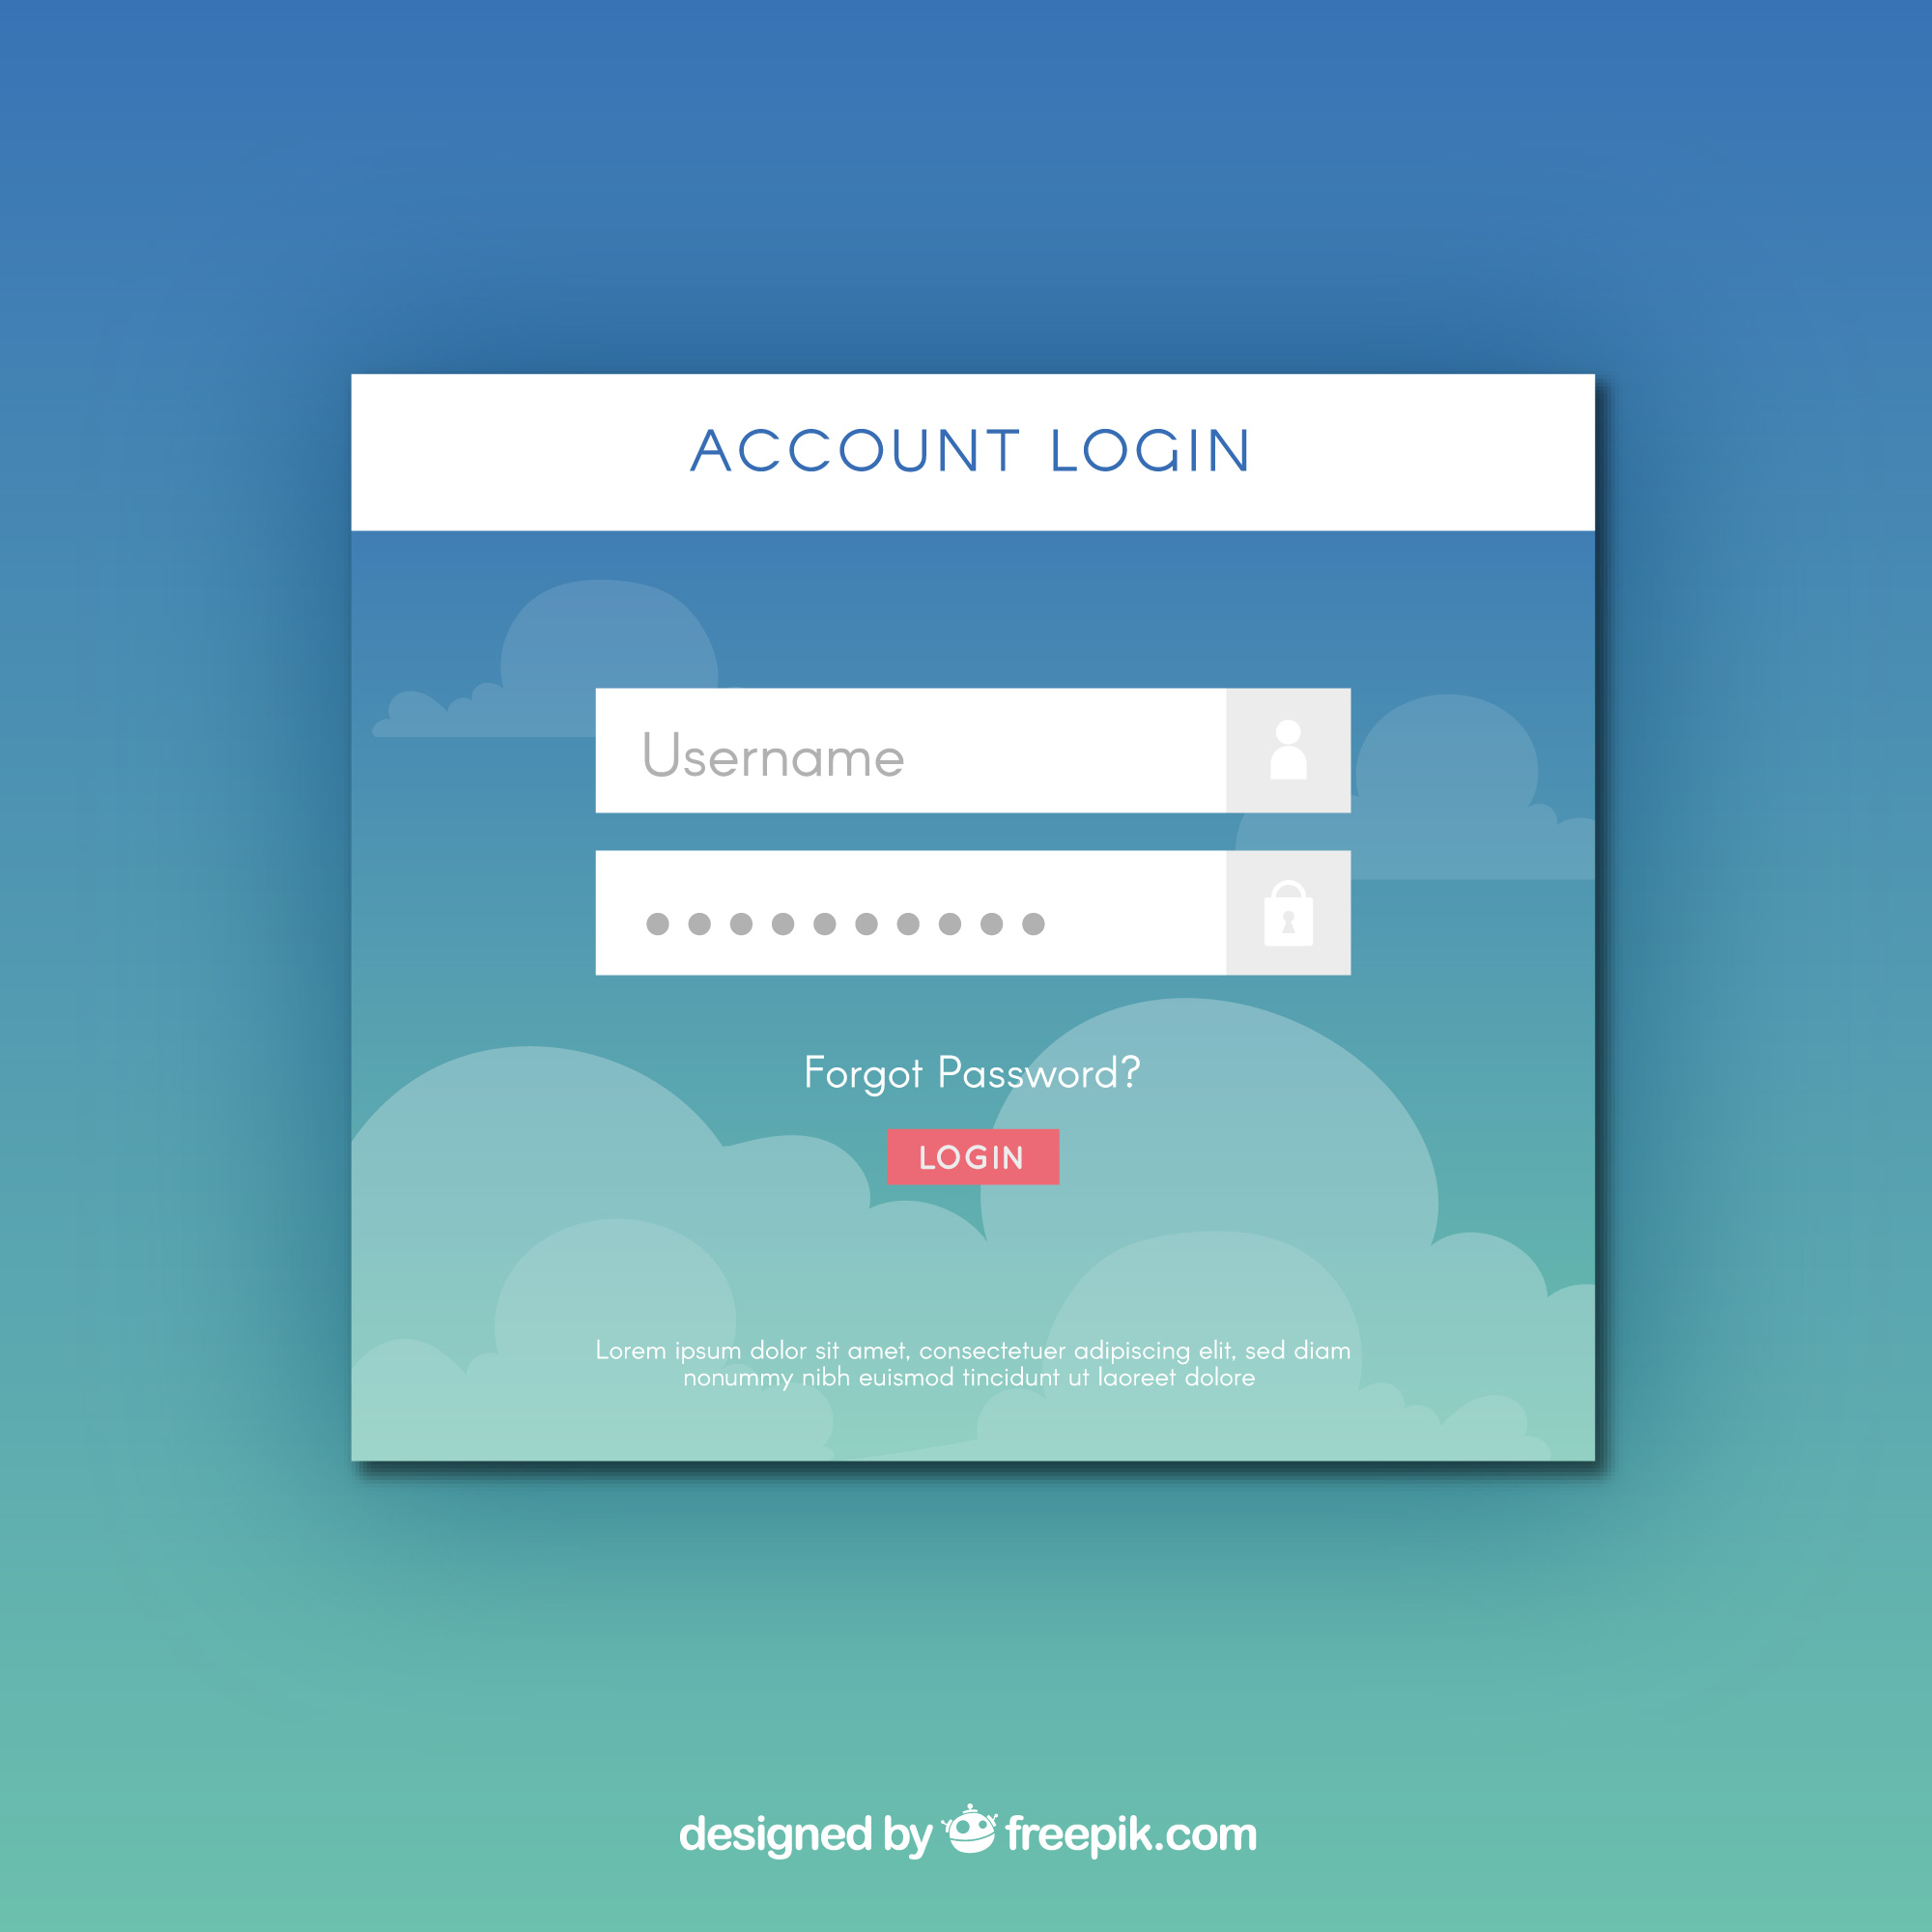 ACCOUNT LOGIN
Username
Forgot Password?
LOGIN
Lorem ipsum dolor sit amet, consectetuer adipiscing elit, sed diam
nonummy nibh euismod tincidunt ut laoreet dolore
designed by freepik.com